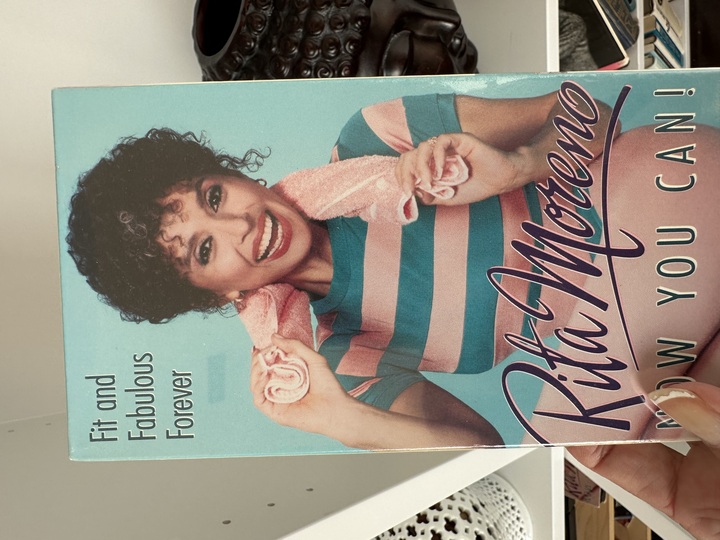 Fit and
Fabulous
Forever
Rita Moreno
NOW YOU CAN!